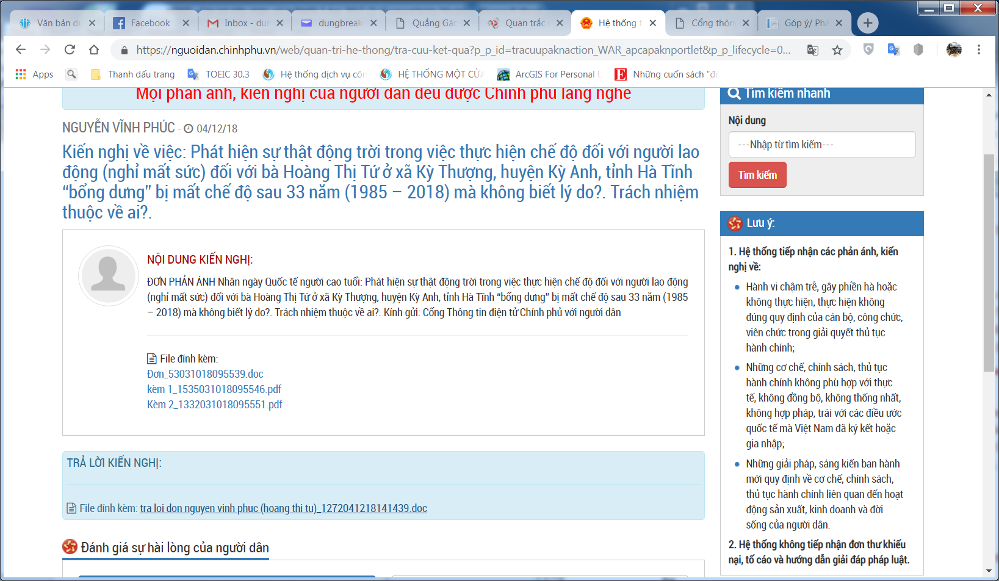 Văn bản dư
Facebook
Inbox - dun
dungbreak
Quảng Cáo
Quan trắc
Hệ thống t
Cổng thôn
Góp ý/ Phả
https://nguoidan.chinhphu.vn/web/quan-tri-he-thong/tra-cuu-ket-qua?p_p_id=tracuupaknaction_WAR_apcapaknportlet&p_p_lifecycle=0...
Apps
Thanh dấu trang
TOEIC 30.3
Hệ thống dịch vụ côn
HỆ THỐNG MỘT CỬA
ArcGIS For Personal U
Những cuốn sách "đó
Mọi phản ánh, kiến nghị của người dân đều được Chính phủ lắng nghe
NGUYỄN VĨNH PHÚC - 04/12/18
Kiến nghị về việc: Phát hiện sự thật động trời trong việc thực hiện chế độ đối với người lao
động (nghỉ mất sức) đối với bà Hoàng Thị Tứ ở xã Kỳ Thượng, huyện Kỳ Anh, tỉnh Hà Tĩnh
“bổng dưng” bị mất chế độ sau 33 năm (1985 – 2018) mà không biết lý do?. Trách nhiệm
thuộc về ai?.
NỘI DUNG KIẾN NGHỊ:
ĐƠN PHẢN ÁNH Nhân ngày Quốc tế người cao tuổi: Phát hiện sự thật động trời trong việc thực hiện chế độ đối với người lao động
(nghỉ mất sức) đối với bà Hoàng Thị Tứ ở xã Kỳ Thượng, huyện Kỳ Anh, tỉnh Hà Tĩnh “bổng dưng” bị mất chế độ sau 33 năm (1985
– 2018) mà không biết lý do?. Trách nhiệm thuộc về ai?. Kính gửi: Cổng Thông tin điện tử Chính phủ với người dân
File đính kèm:
Đơn_53031018095539.doc
kèm 1_1535031018095546.pdf
Kèm 2_1332031018095551.pdf
TRẢ LỜI KIẾN NGHỊ:
File đính kèm: tra loi don nguyen vinh phuc (hoang thi tu)_1272041218141439.doc
Đánh giá sự hài lòng của người dân
Tìm kiếm nhanh
Nội dung
---Nhập từ tìm kiếm---
Tìm kiếm
Lưu ý:
1. Hệ thống tiếp nhận các phản ánh, kiến
nghị về:
Hành vi chậm trễ, gây phiền hà hoặc
không thực hiện, thực hiện không
đúng quy định của cán bộ, công chức,
viên chức trong giải quyết thủ tục
hành chính;
Những cơ chế, chính sách, thủ tục
hành chính không phù hợp với thực
tế, không đồng bộ, không thống nhất,
không hợp pháp, trái với các điều ước
quốc tế mà Việt Nam đã ký kết hoặc
gia nhập;
Những giải pháp, sáng kiến ban hành
mới quy định về cơ chế, chính sách,
thủ tục hành chính liên quan đến hoạt
động sản xuất, kinh doanh và đời
sống của người dân.
2. Hệ thống không tiếp nhận đơn thư khiếu
nại, tố cáo và hướng dẫn giải đáp pháp luật.